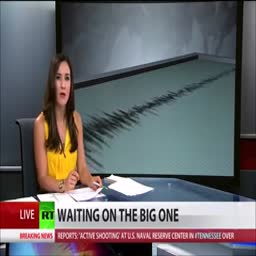 LIVE RT WAITING ON THE BIG ONE
BREAKING NEWS REPORTS: 'ACTIVE SHOOTING' AT U.S. NAVAL RESERVE CENTER IN #TENNESSEE OVER